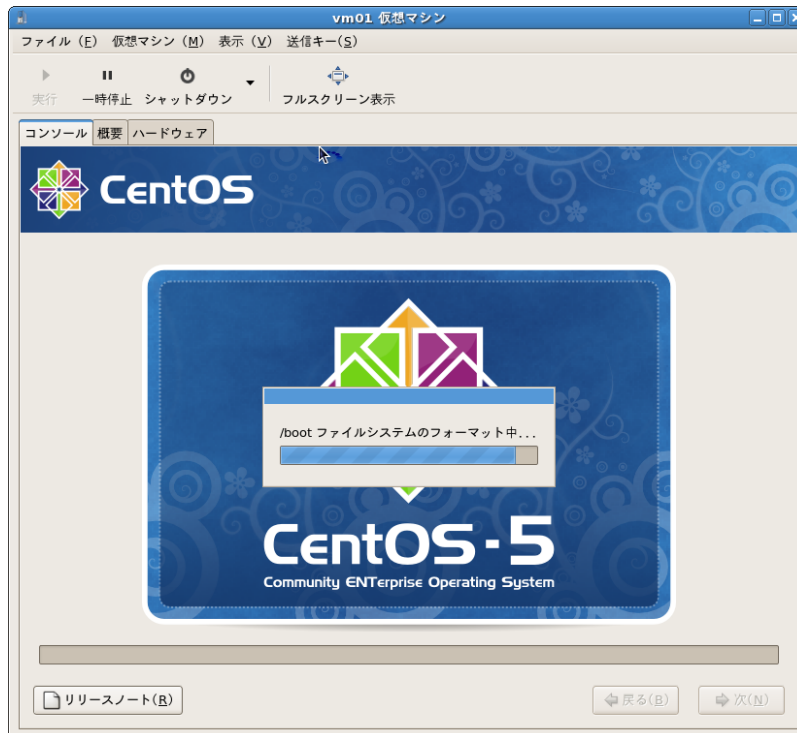 vm01 仮想マシン
ファイル (F) 仮想マシン (M) 表示 (V) 送信キー(S)
実行 一時停止 シャットダウン フルスクリーン表示
コンソール 概要 ハードウェア
CentOS
/boot ファイルシステムのフォーマット中...
CentOS-5
Community ENTerprise Operating System
リリースノート(R) 戻る(B) 次(N)